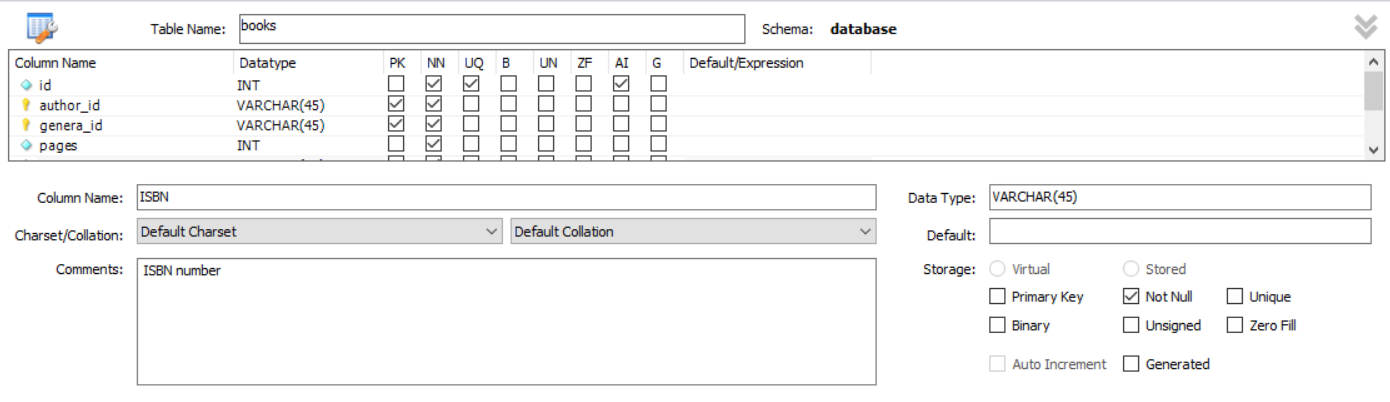 Table Name: books Schema: database
Column Name Datatype PK NN UQ B UN ZF AI G Default/Expression
id INT
author_id VARCHAR(45)
genera_id VARCHAR(45)
pages INT
Column Name: ISBN Data Type: VARCHAR(45)
Charset/Collation: Default Charset Default Collation Default:
Comments: ISBN number Storage: Virtual Stored
Primary Key Not Null Unique
Binary Unsigned Zero Fill
Auto Increment Generated